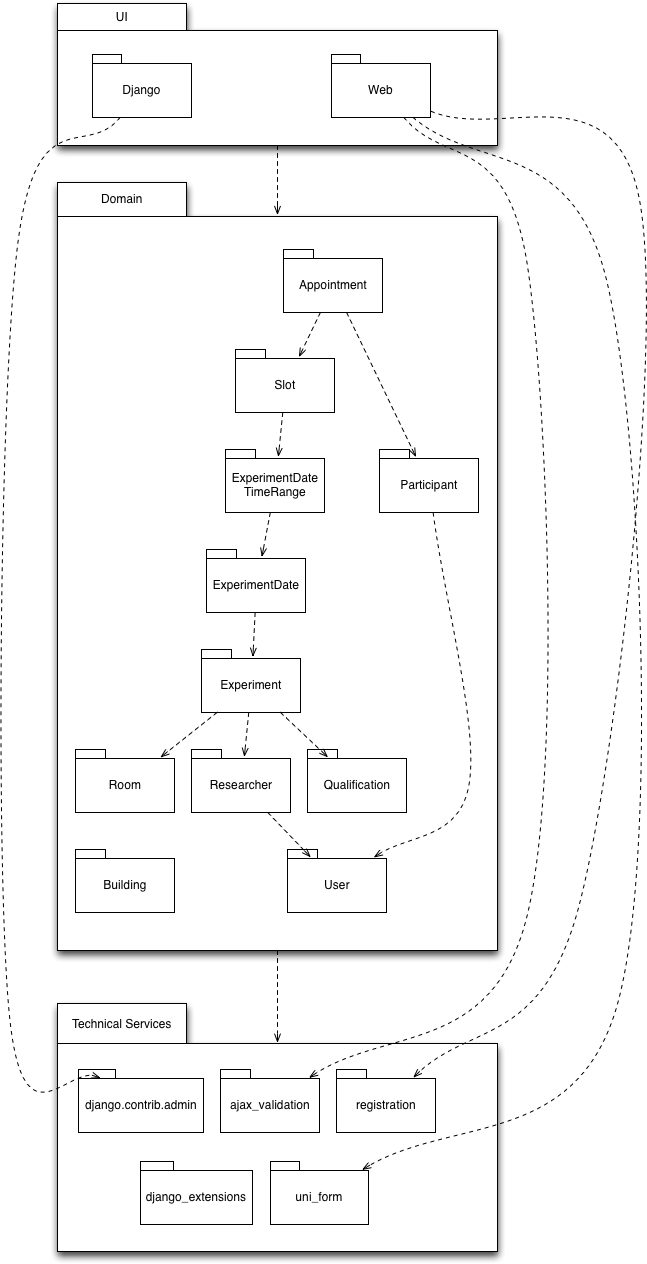 UI
Django
Web
Domain
Appointment
Slot
ExperimentDate
TimeRange
Participant
ExperimentDate
Experiment
Room
Researcher
Qualification
Building
User
Technical Services
django.contrib.admin
ajax_validation
registration
django_extensions
uni_form